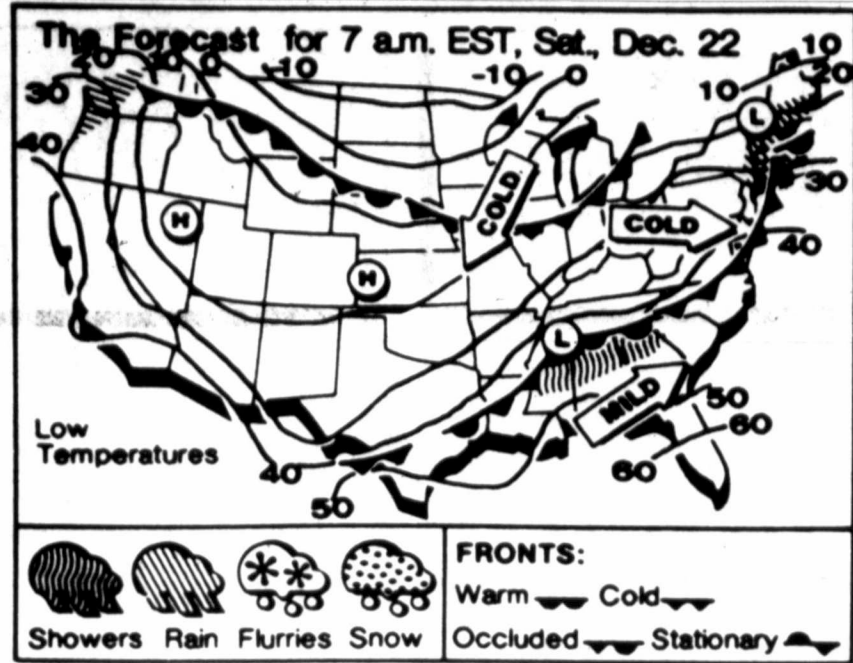 The Forecast for 7 a.m. EST, Sat., Dec. 22
20 10 0 -10 -10 0 10
30 10 20
40 L
30
COLD
H COLD
40
H
L
MILD
50
Low
Temperatures 60
40 60
50
FRONTS:
Warm Cold
Showers Rain Flurries Snow Occluded Stationary